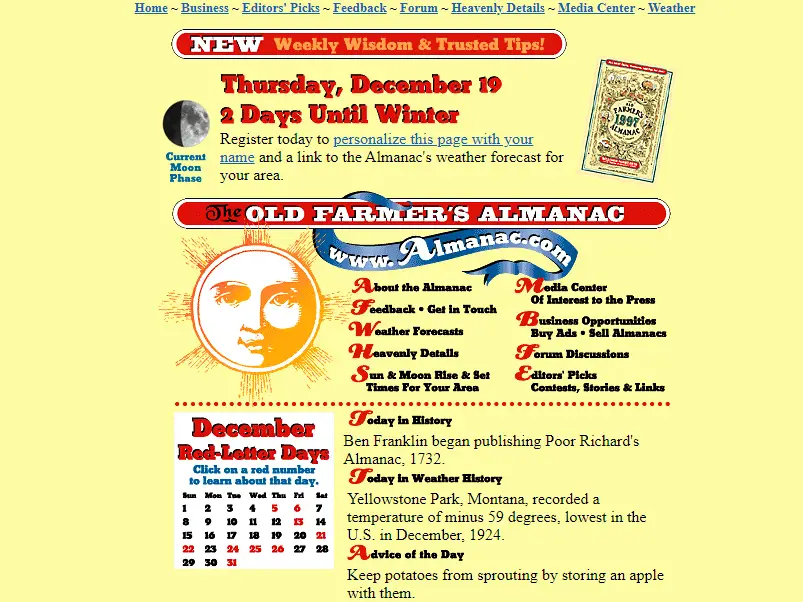 Home ~ Business ~ Editors' Picks ~ Feedback ~ Forum ~ Heavenly Details ~ Media Center ~ Weather
NEW Weekly Wisdom & Trusted Tips!
Thursday, December 19
2 Days Until Winter
Register today to personalize this page with your
name and a link to the Almanac's weather forecast for
your area.
Current
Moon
Phase
OLD
FARMER'S
1997
ALMANAC
The OLD FARMER'S ALMANAC
www.Almanac.com
About the Almanac
Feedback • Get in Touch
Weather Forecasts
Heavenly Details
Sun & Moon Rise & Set
Times For Your Area
Media Center
Of Interest to the Press
Business Opportunities
Buy Ads • Sell Almanacs
Forum Discussions
Editors' Picks
Contests, Stories & Links
December
Red-Letter Days
Click on a red number
to learn about that day.
Sun Mon Tue Wed Thu Fri Sat
1 2 3 4 5 6 7
8 9 10 11 12 13 14
15 16 17 18 19 20 21
22 23 24 25 26 27 28
29 30 31
Today in History
Ben Franklin began publishing Poor Richard's
Almanac, 1732.
Today in Weather History
Yellowstone Park, Montana, recorded a
temperature of minus 59 degrees, lowest in the
U.S. in December, 1924.
Advice of the Day
Keep potatoes from sprouting by storing an apple
with them.